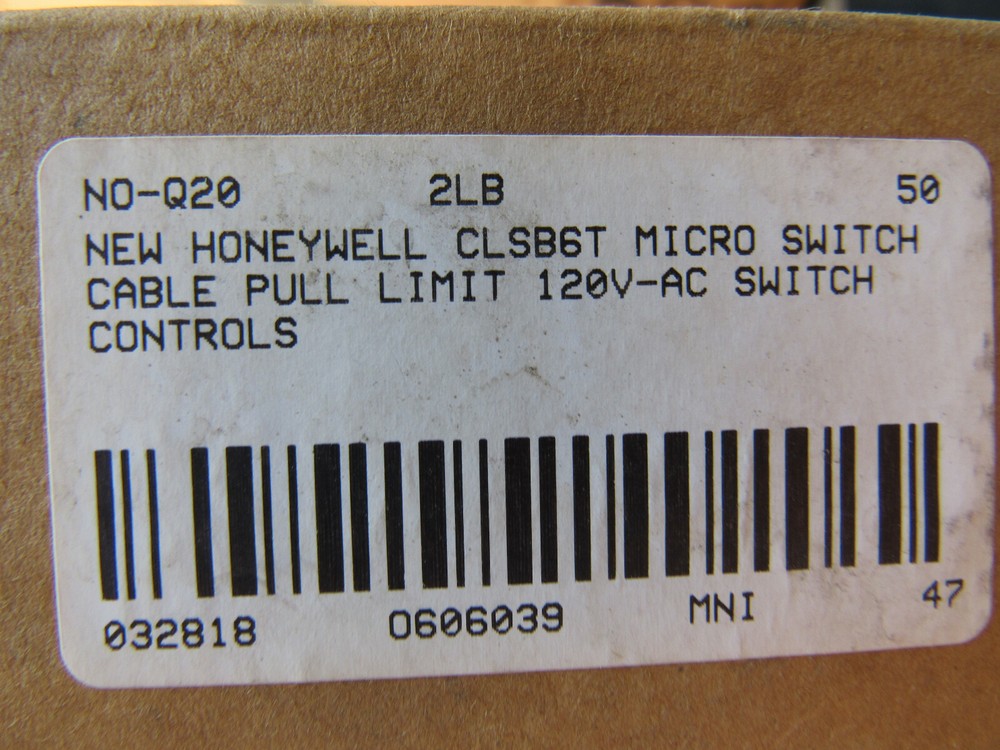 NO-Q20 2LB 50
NEW HONEYWELL CLSB6T MICRO SWITCH
CABLE PULL LIMIT 120V-AC SWITCH
CONTROLS
032818 0606039 MNI 47